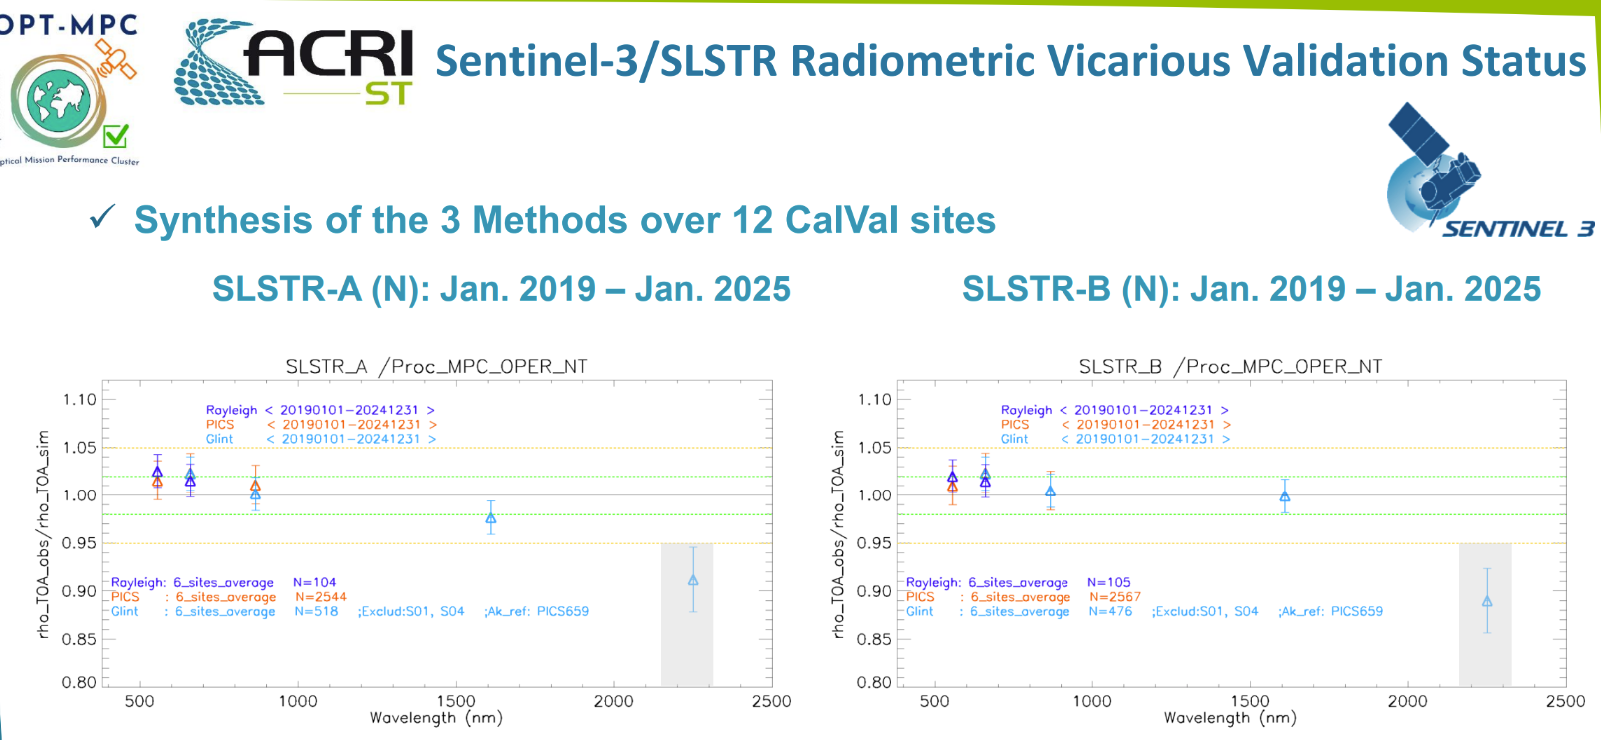 OPT-MPC
ptical Mission Performance Cluster
ACRI
ST
Sentinel-3/SLSTR Radiometric Vicarious Validation Status
SENTINEL 3
✓ Synthesis of the 3 Methods over 12 CalVal sites
SLSTR-A (N): Jan. 2019 – Jan. 2025
SLSTR_A /Proc_MPC_OPER_NT
rho_TOA_obs/rho_TOA_sim
1.10
1.05
1.00
0.95
0.90
0.85
0.80
Rayleigh < 20190101-20241231 >
PICS < 20190101-20241231 >
Glint < 20190101-20241231 >
Rayleigh: 6_sites_average N=104
PICS : 6_sites_average N=2544
Glint : 6_sites_average N=518 ;Exclud:S01, S04 ;Ak_ref: PICS659
500 1000 1500 2000 2500
Wavelength (nm)
SLSTR-B (N): Jan. 2019 – Jan. 2025
SLSTR_B /Proc_MPC_OPER_NT
rho_TOA_obs/rho_TOA_sim
1.10
1.05
1.00
0.95
0.90
0.85
0.80
Rayleigh < 20190101-20241231 >
PICS < 20190101-20241231 >
Glint < 20190101-20241231 >
Rayleigh: 6_sites_average N=105
PICS : 6_sites_average N=2567
Glint : 6_sites_average N=476 ;Exclud:S01, S04 ;Ak_ref: PICS659
500 1000 1500 2000 2500
Wavelength (nm)